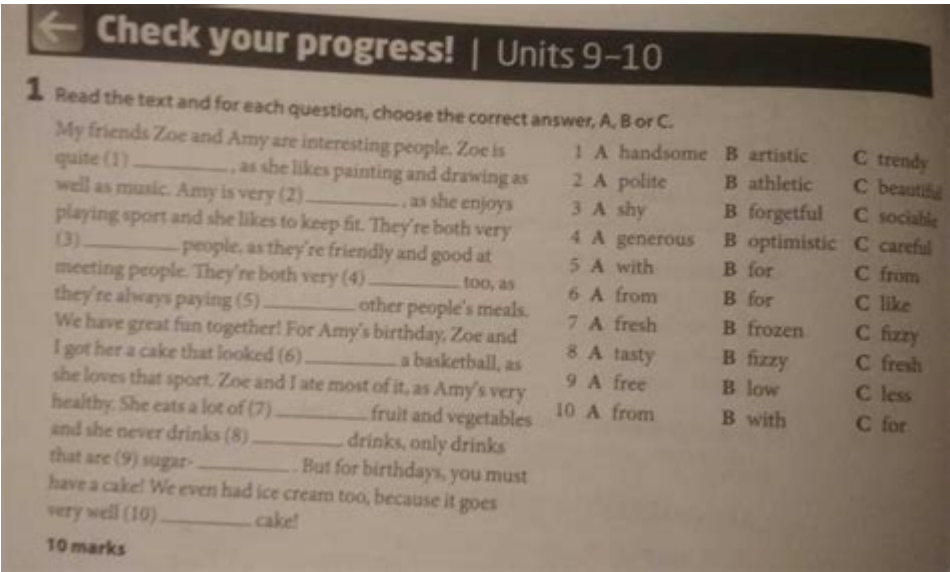 Check your progress! | Units 9–10
1 Read the text and for each question, choose the correct answer, A, B or C.
My friends Zoe and Amy are interesting people. Zoe is
quite (1) __________, as she likes painting and drawing as
well as music. Amy is very (2) __________, as she enjoys
playing sport and she likes to keep fit. They're both very
(3) __________ people, as they're friendly and good at
meeting people. They're both very (4) __________ too, as
they're always paying (5) __________ other people's meals.
We have great fun together! For Amy's birthday, Zoe and
I got her a cake that looked (6) __________ a basketball, as
she loves that sport. Zoe and I ate most of it, as Amy's very
healthy. She eats a lot of (7) __________ fruit and vegetables
and she never drinks (8) __________ drinks, only drinks
that are (9) sugar-__________. But for birthdays, you must
have a cake! We even had ice cream too, because it goes
very well (10) __________ cake!
10 marks
1 A handsome B artistic C trendy
2 A polite B athletic C beautiful
3 A shy B forgetful C sociable
4 A generous B optimistic C careful
5 A with B for C from
6 A from B for C like
7 A fresh B frozen C fizzy
8 A tasty B fizzy C fresh
9 A free B low C less
10 A from B with C for